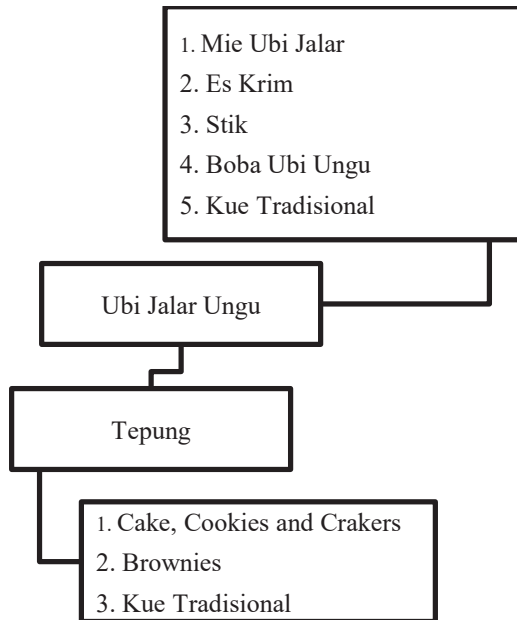 1. Mie Ubi Jalar
2. Es Krim
3. Stik
4. Boba Ubi Ungu
5. Kue Tradisional
Ubi Jalar Ungu
Tepung
1. Cake, Cookies and Crakers
2. Brownies
3. Kue Tradisional